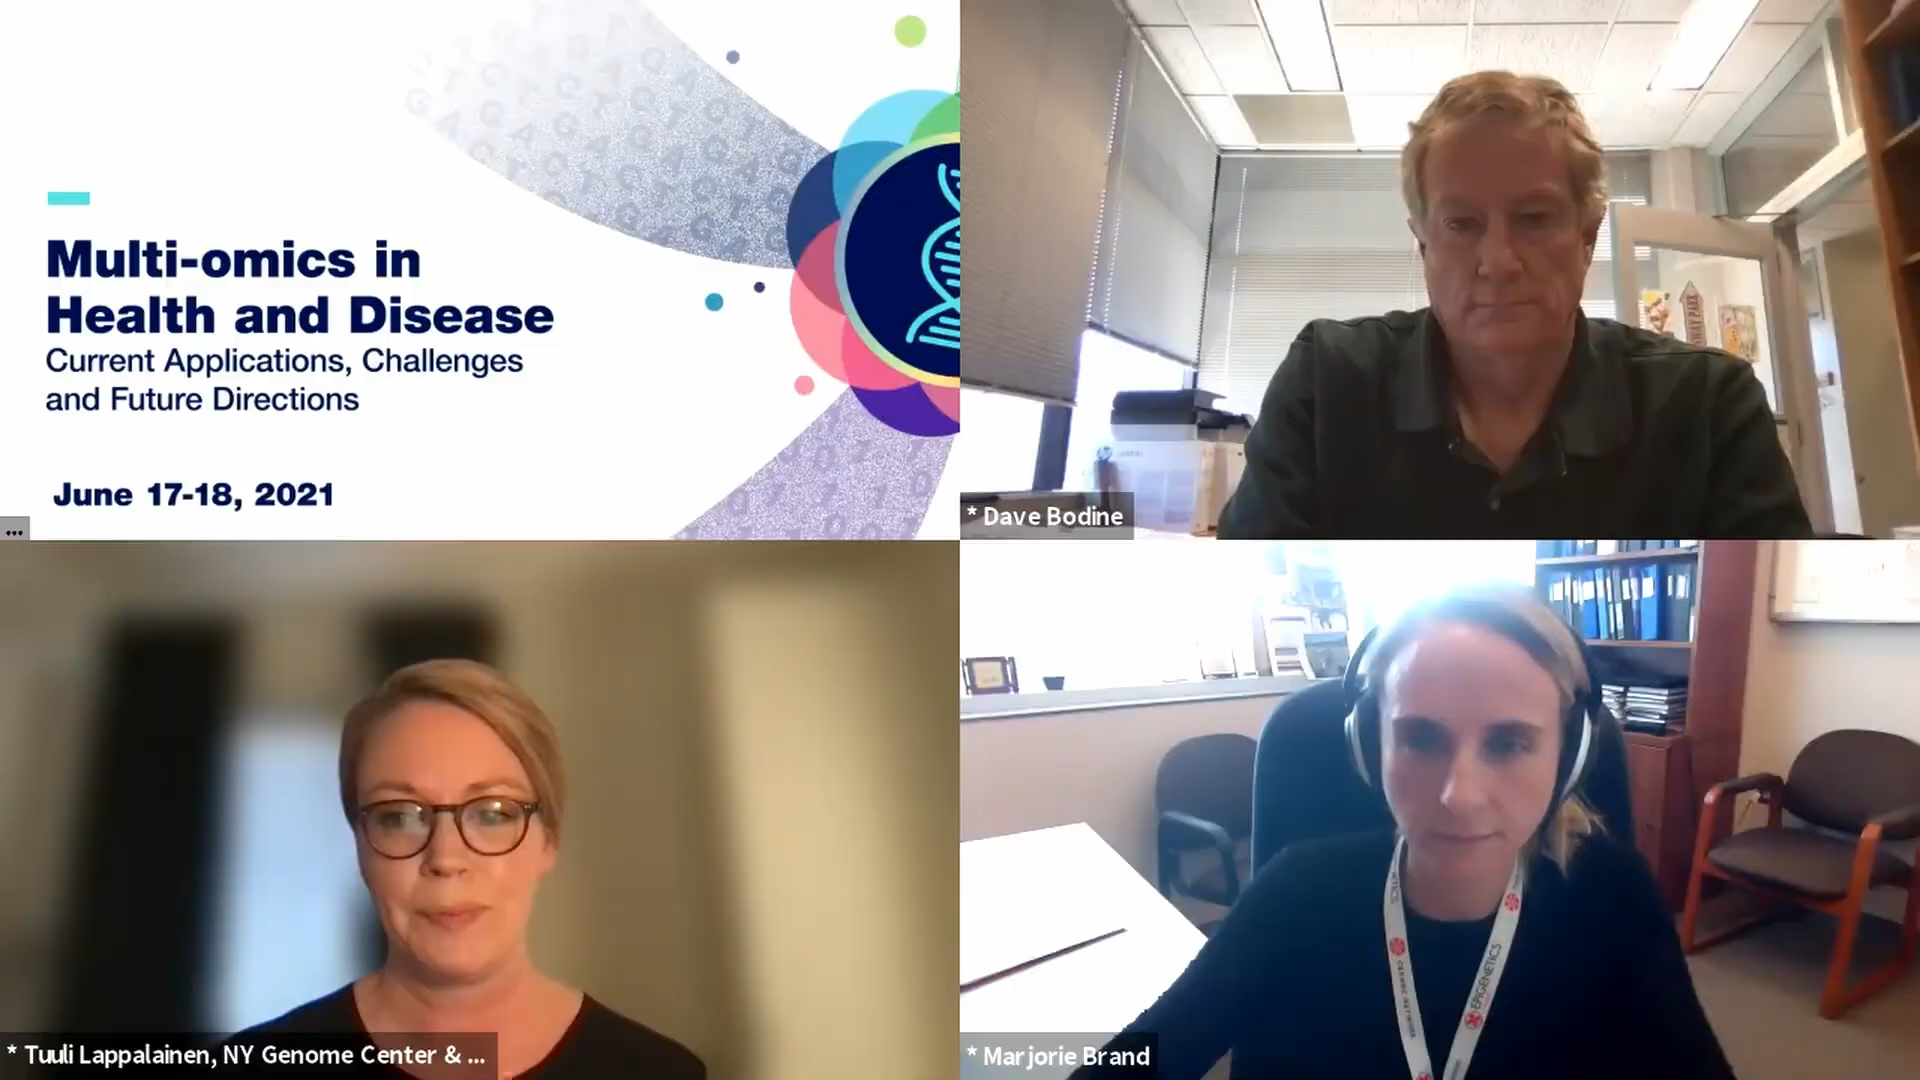 Multi-omics in
Health and Disease
Current Applications, Challenges
and Future Directions
June 17-18, 2021
...
* Dave Bodine
* Tuuli Lappalainen, NY Genome Center & ...
* Marjorie Brand
EPIGENETICS